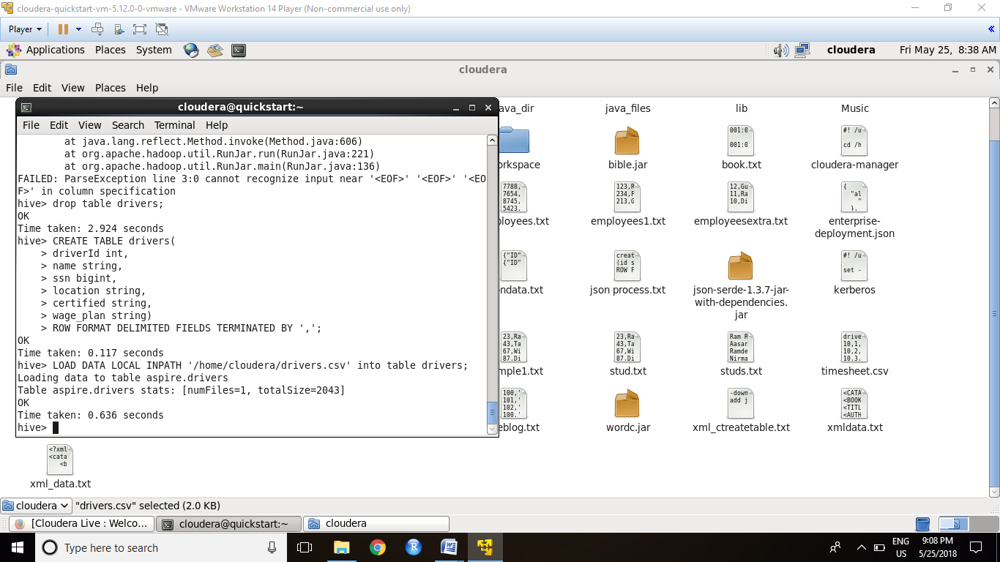 cloudera-quickstart-vm-5.12.0-0-vmware - VMware Workstation 14 Player (Non-commercial use only)
Player
Applications Places System cloudera Fri May 25, 8:38 AM
cloudera
File Edit View Places Help
cloudera@quickstart:~
File Edit View Search Terminal Help
at java.lang.reflect.Method.invoke(Method.java:606)
at org.apache.hadoop.util.RunJar.run(RunJar.java:221)
at org.apache.hadoop.util.RunJar.main(RunJar.java:136)
FAILED: ParseException line 3:0 cannot recognize input near '<EOF>' '<EOF>' '<EO
F>' in column specification
hive> drop table drivers;
OK
Time taken: 2.924 seconds
hive> CREATE TABLE drivers(
> driverId int,
> name string,
> ssn bigint,
> location string,
> certified string,
> wage_plan string)
> ROW FORMAT DELIMITED FIELDS TERMINATED BY ',';
OK
Time taken: 0.117 seconds
hive> LOAD DATA LOCAL INPATH '/home/cloudera/drivers.csv' into table drivers;
Loading data to table aspire.drivers
Table aspire.drivers stats: [numFiles=1, totalSize=2043]
OK
Time taken: 0.636 seconds
hive>
ava_dir java_files lib Music
001:0 #! /u
001:0 cd /h
orkspace bible.jar book.txt cloudera-manager
7788, 123,R 12,Gu {
7654, 234,F 11,Ra "al
8745, 213,G 10,Di "
5423. },
ployees.txt employees1.txt employeesextra.txt enterprise-
deployment.json
{"ID" creat #! /u
{"ID" (id s
ROW F set -
ndata.txt json process.txt json-serde-1.3.7-jar- kerberos
with-dependencies.
jar
23,Ra 23,Ra Ram R drive
43,Ta 43,Ta Aasar 10,1,
67,Wi 67,Wi Ramde 10,2,
87.Di 87.Di Nirma 10.3.
mple1.txt stud.txt studs.txt timesheet.csv
100,' -down <CATA
101,' add j <BOOK
102,' <TITL
100.' <AUTH
eblog.txt wordc.jar xml_ctreatetable.txt xmldata.txt
<?xml
<cata
<b
xml_data.txt
cloudera "drivers.csv" selected (2.0 KB)
[Cloudera Live : Welco... cloudera@quickstart:~ cloudera
Type here to search
ENG
US
9:08 PM
5/25/2018